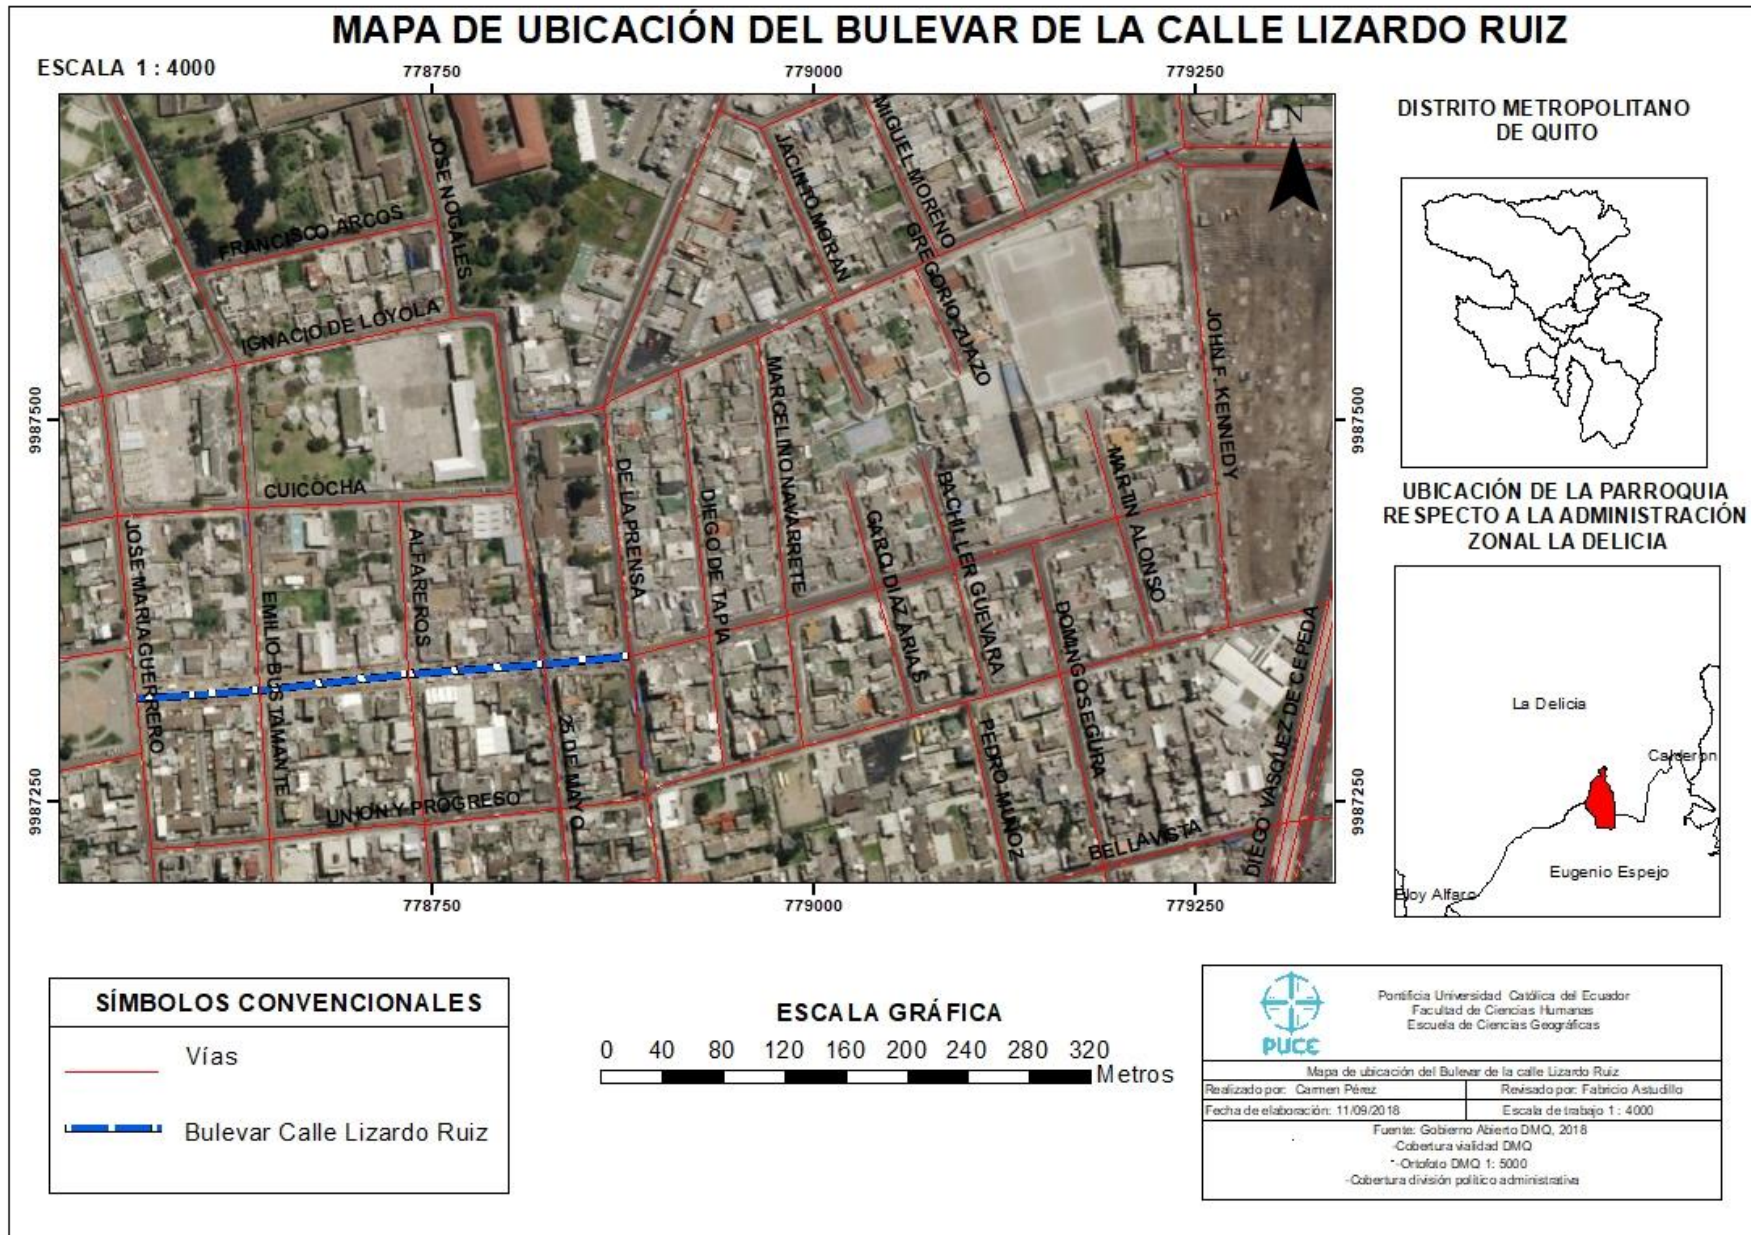 MAPA DE UBICACIÓN DEL BULEVAR DE LA CALLE LIZARDO RUIZ
ESCALA 1 : 4000
778750
779000
779250
9987500
9987250
9987500
9987250
778750
779000
779250
N
FRANCISCO ARCOS
JOSE NOGALES
IGNACIO DE LOYOLA
JACINTO MORAN
MIGUEL MORENO
GREGORIO ZUAZO
JOHN F. KENNEDY
MARCELINO NAVARRETE
CUICOCHA
DE LA PRENSA
DIEGO DE TAPIA
GARCI DIAZ ARIAS
BACHILLER GUEVARA
MARTIN ALONSO
JOSE MARIA GUERRERO
EMILIO BUSTAMANTE
ALFAREROS
25 DE MAYO
DOMINGO SEGURA
PEDRO MUÑOZ
DIEGO VASQUEZ DE CEPEDA
UNION Y PROGRESO
BELLAVISTA
DISTRITO METROPOLITANO
DE QUITO
UBICACIÓN DE LA PARROQUIA
RESPECTO A LA ADMINISTRACIÓN
ZONAL LA DELICIA
La Delicia
Calderon
Eugenio Espejo
Eloy Alfaro
SÍMBOLOS CONVENCIONALES
Vías
Bulevar Calle Lizardo Ruiz
ESCALA GRÁFICA
0 40 80 120 160 200 240 280 320
Metros
PUCE
Pontificia Universidad Católica del Ecuador
Facultad de Ciencias Humanas
Escuela de Ciencias Geográficas
Mapa de ubicación del Bulevar de la calle Lizardo Ruiz
Realizado por: Carmen Pérez
Revisado por: Fabricio Astudillo
Fecha de elaboración: 11/09/2018
Escala de trabajo 1 : 4000
Fuente: Gobierno Abierto DMQ, 2018
-Cobertura vialidad DMQ
-Ortofoto DMQ 1: 5000
-Cobertura división político administrativa